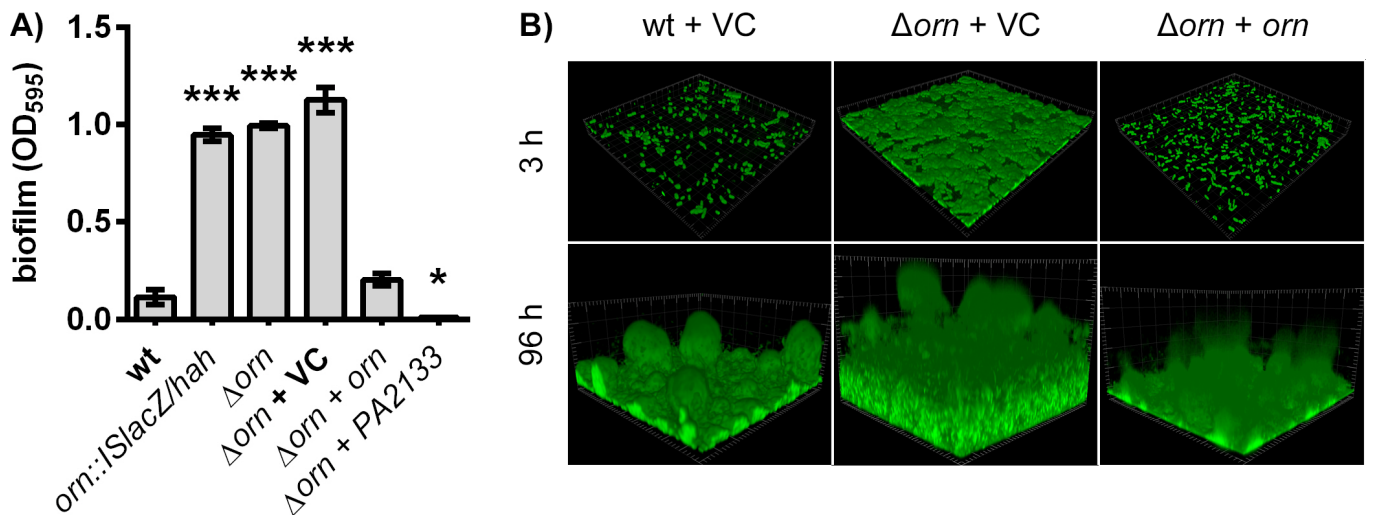 A)
biofilm (OD595)
1.5
1.0
0.5
0.0
***
***
***
*
wt
orn::ISlacZ/hah
Δorn
Δorn + VC
Δorn + orn
Δorn + PA2133
B)
wt + VC
Δorn + VC
Δorn + orn
3 h
96 h